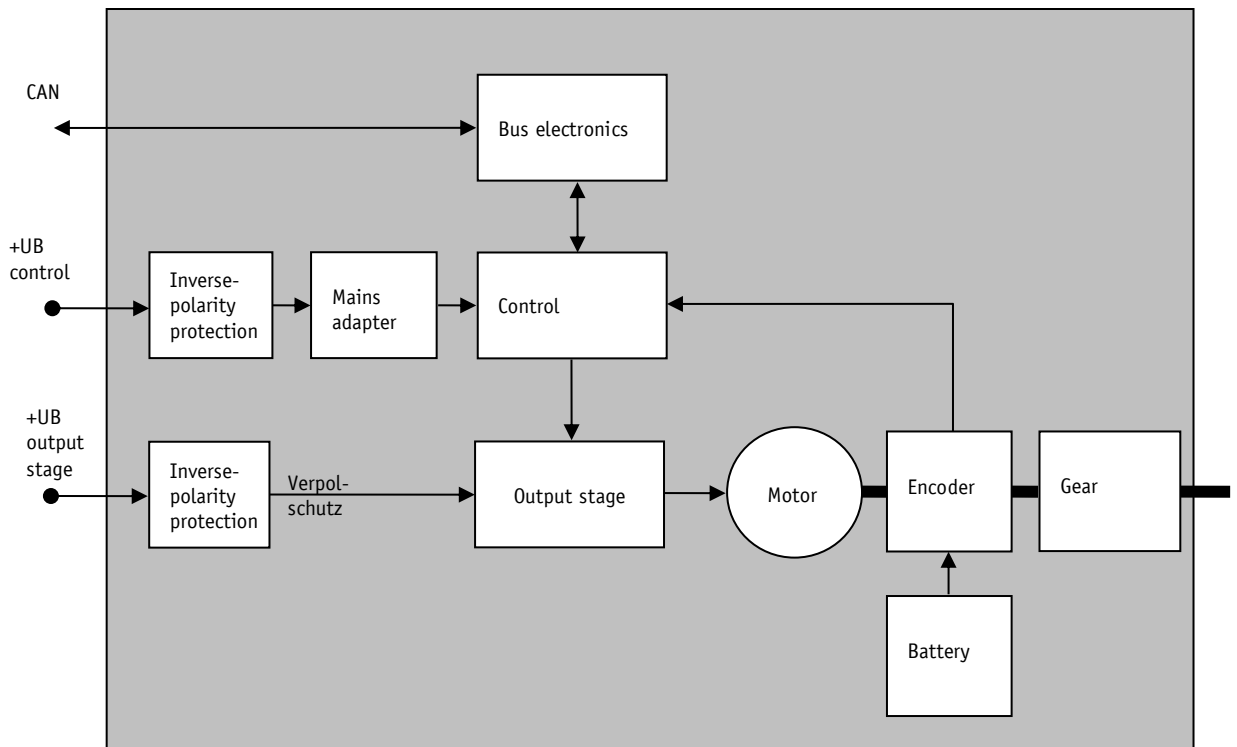 CAN
Bus electronics
+UB
control
Inverse-
polarity
protection
Mains
adapter
Control
+UB
output
stage
Inverse-
polarity
protection
Verpol-
schutz
Output stage
Motor
Encoder
Gear
Battery